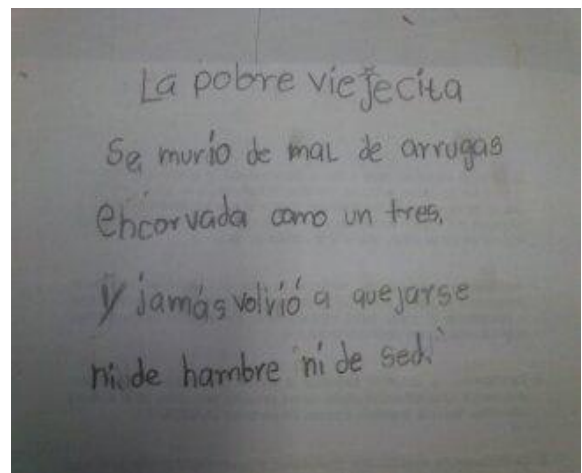 La pobre viejecita
Se murió de mal de arrugas
encorvada como un tres,
y jamás volvió a quejarse
ni de hambre ni de sed.